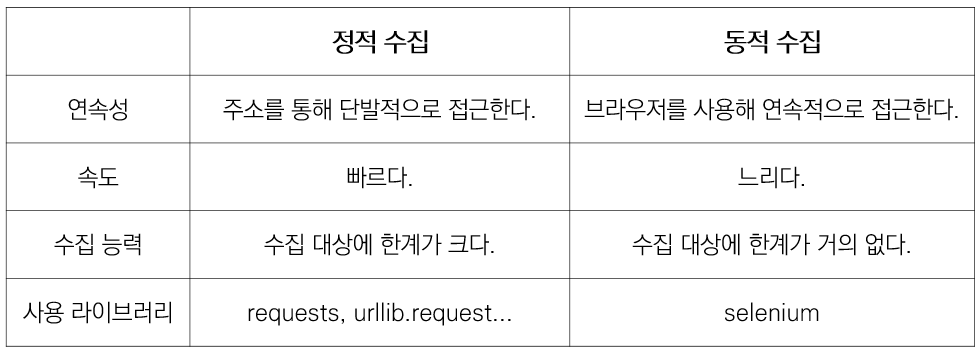 정적 수집 동적 수집
연속성 주소를 통해 단발적으로 접근한다. 브라우저를 사용해 연속적으로 접근한다.
속도 빠르다. 느리다.
수집 능력 수집 대상에 한계가 크다. 수집 대상에 한계가 거의 없다.
사용 라이브러리 requests, urllib.request... selenium